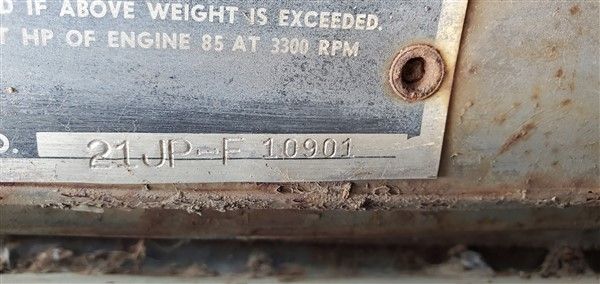 D IF ABOVE WEIGHT IS EXCEEDED.
T HP OF ENGINE 85 AT 3300 RPM
O. 21JP-F 10901